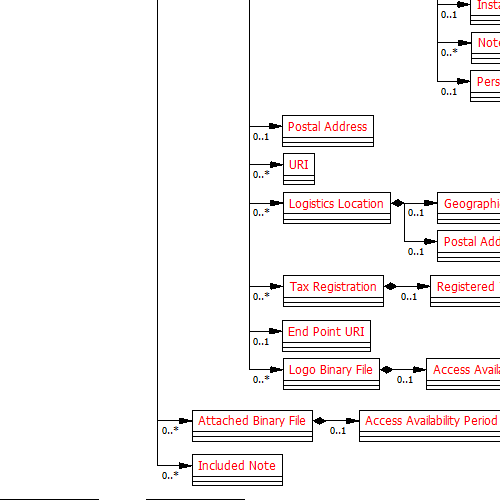 Insta
0..1
Note
0..*
Pers
0..1
Postal Address
0..1
URI
0..*
Logistics Location
0..*
Geographi
0..1
Postal Add
0..1
Tax Registration
0..*
Registered
0..1
End Point URI
0..1
Logo Binary File
0..*
Access Availa
0..1
Attached Binary File
0..*
Access Availability Period
0..1
Included Note
0..*